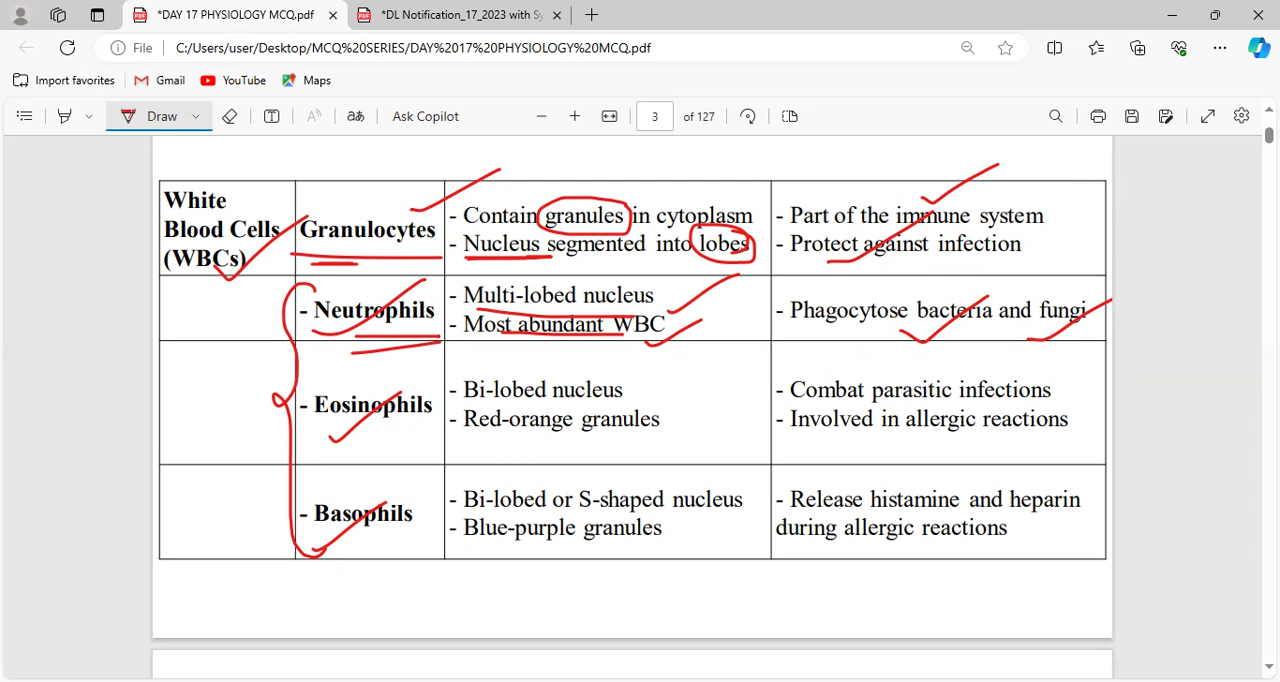 *DAY 17 PHYSIOLOGY MCQ.pdf
*DL Notification_17_2023 with Sy
File C:/Users/user/Desktop/MCQ%20SERIES/DAY%2017%20PHYSIOLOGY%20MCQ.pdf
Import favorites Gmail YouTube Maps
Draw aあ Ask Copilot 3 of 127
White Blood Cells (WBCs)
Granulocytes
- Contain granules in cytoplasm
- Nucleus segmented into lobes
- Part of the immune system
- Protect against infection
- Neutrophils
- Multi-lobed nucleus
- Most abundant WBC
- Phagocytose bacteria and fungi
- Eosinophils
- Bi-lobed nucleus
- Red-orange granules
- Combat parasitic infections
- Involved in allergic reactions
- Basophils
- Bi-lobed or S-shaped nucleus
- Blue-purple granules
- Release histamine and heparin
during allergic reactions